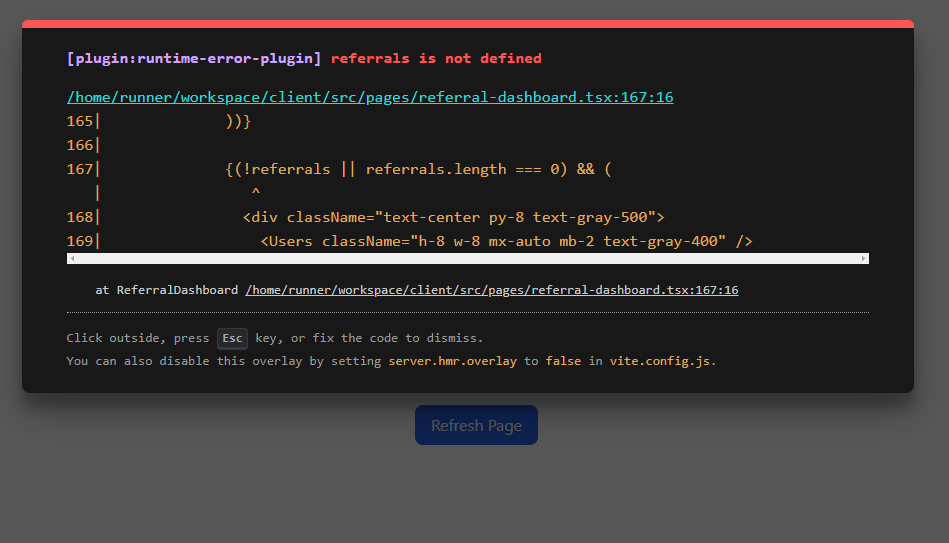 [plugin:runtime-error-plugin] referrals is not defined
/home/runner/workspace/client/src/pages/referral-dashboard.tsx:167:16
165|              ))}
166|
167|              {(!referrals || referrals.length === 0) && (
   |                 ^
168|                <div className="text-center py-8 text-gray-500">
169|                  <Users className="h-8 w-8 mx-auto mb-2 text-gray-400" />
at ReferralDashboard /home/runner/workspace/client/src/pages/referral-dashboard.tsx:167:16
Click outside, press Esc key, or fix the code to dismiss.
You can also disable this overlay by setting server.hmr.overlay to false in vite.config.js.
Refresh Page